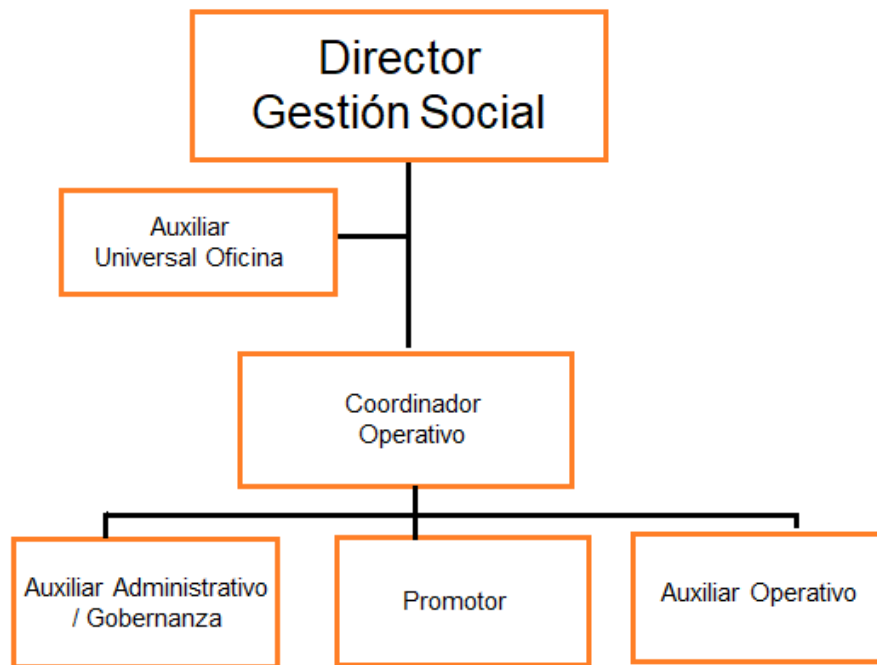 Director
Gestión Social
Auxiliar
Universal Oficina
Coordinador
Operativo
Auxiliar Administrativo
/ Gobernanza
Promotor
Auxiliar Operativo